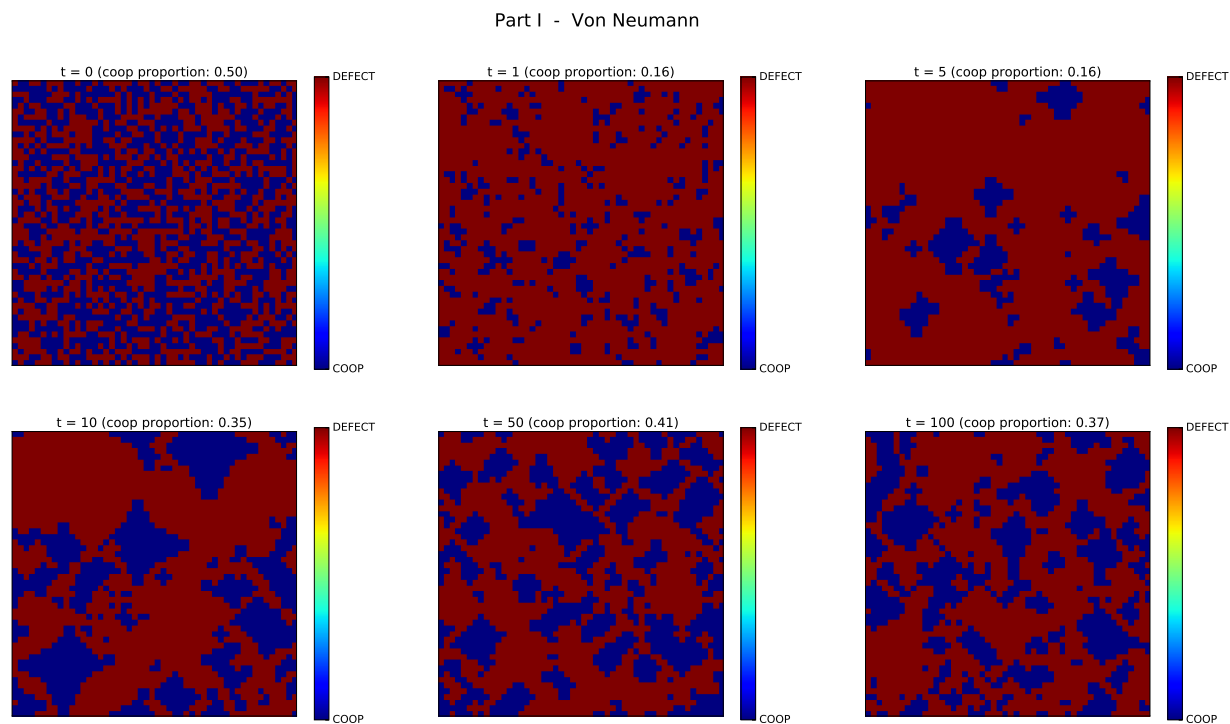 Part I - Von Neumann
t = 0 (coop proportion: 0.50)
DEFECT
COOP
t = 1 (coop proportion: 0.16)
DEFECT
COOP
t = 5 (coop proportion: 0.16)
DEFECT
COOP
t = 10 (coop proportion: 0.35)
DEFECT
COOP
t = 50 (coop proportion: 0.41)
DEFECT
COOP
t = 100 (coop proportion: 0.37)
DEFECT
COOP